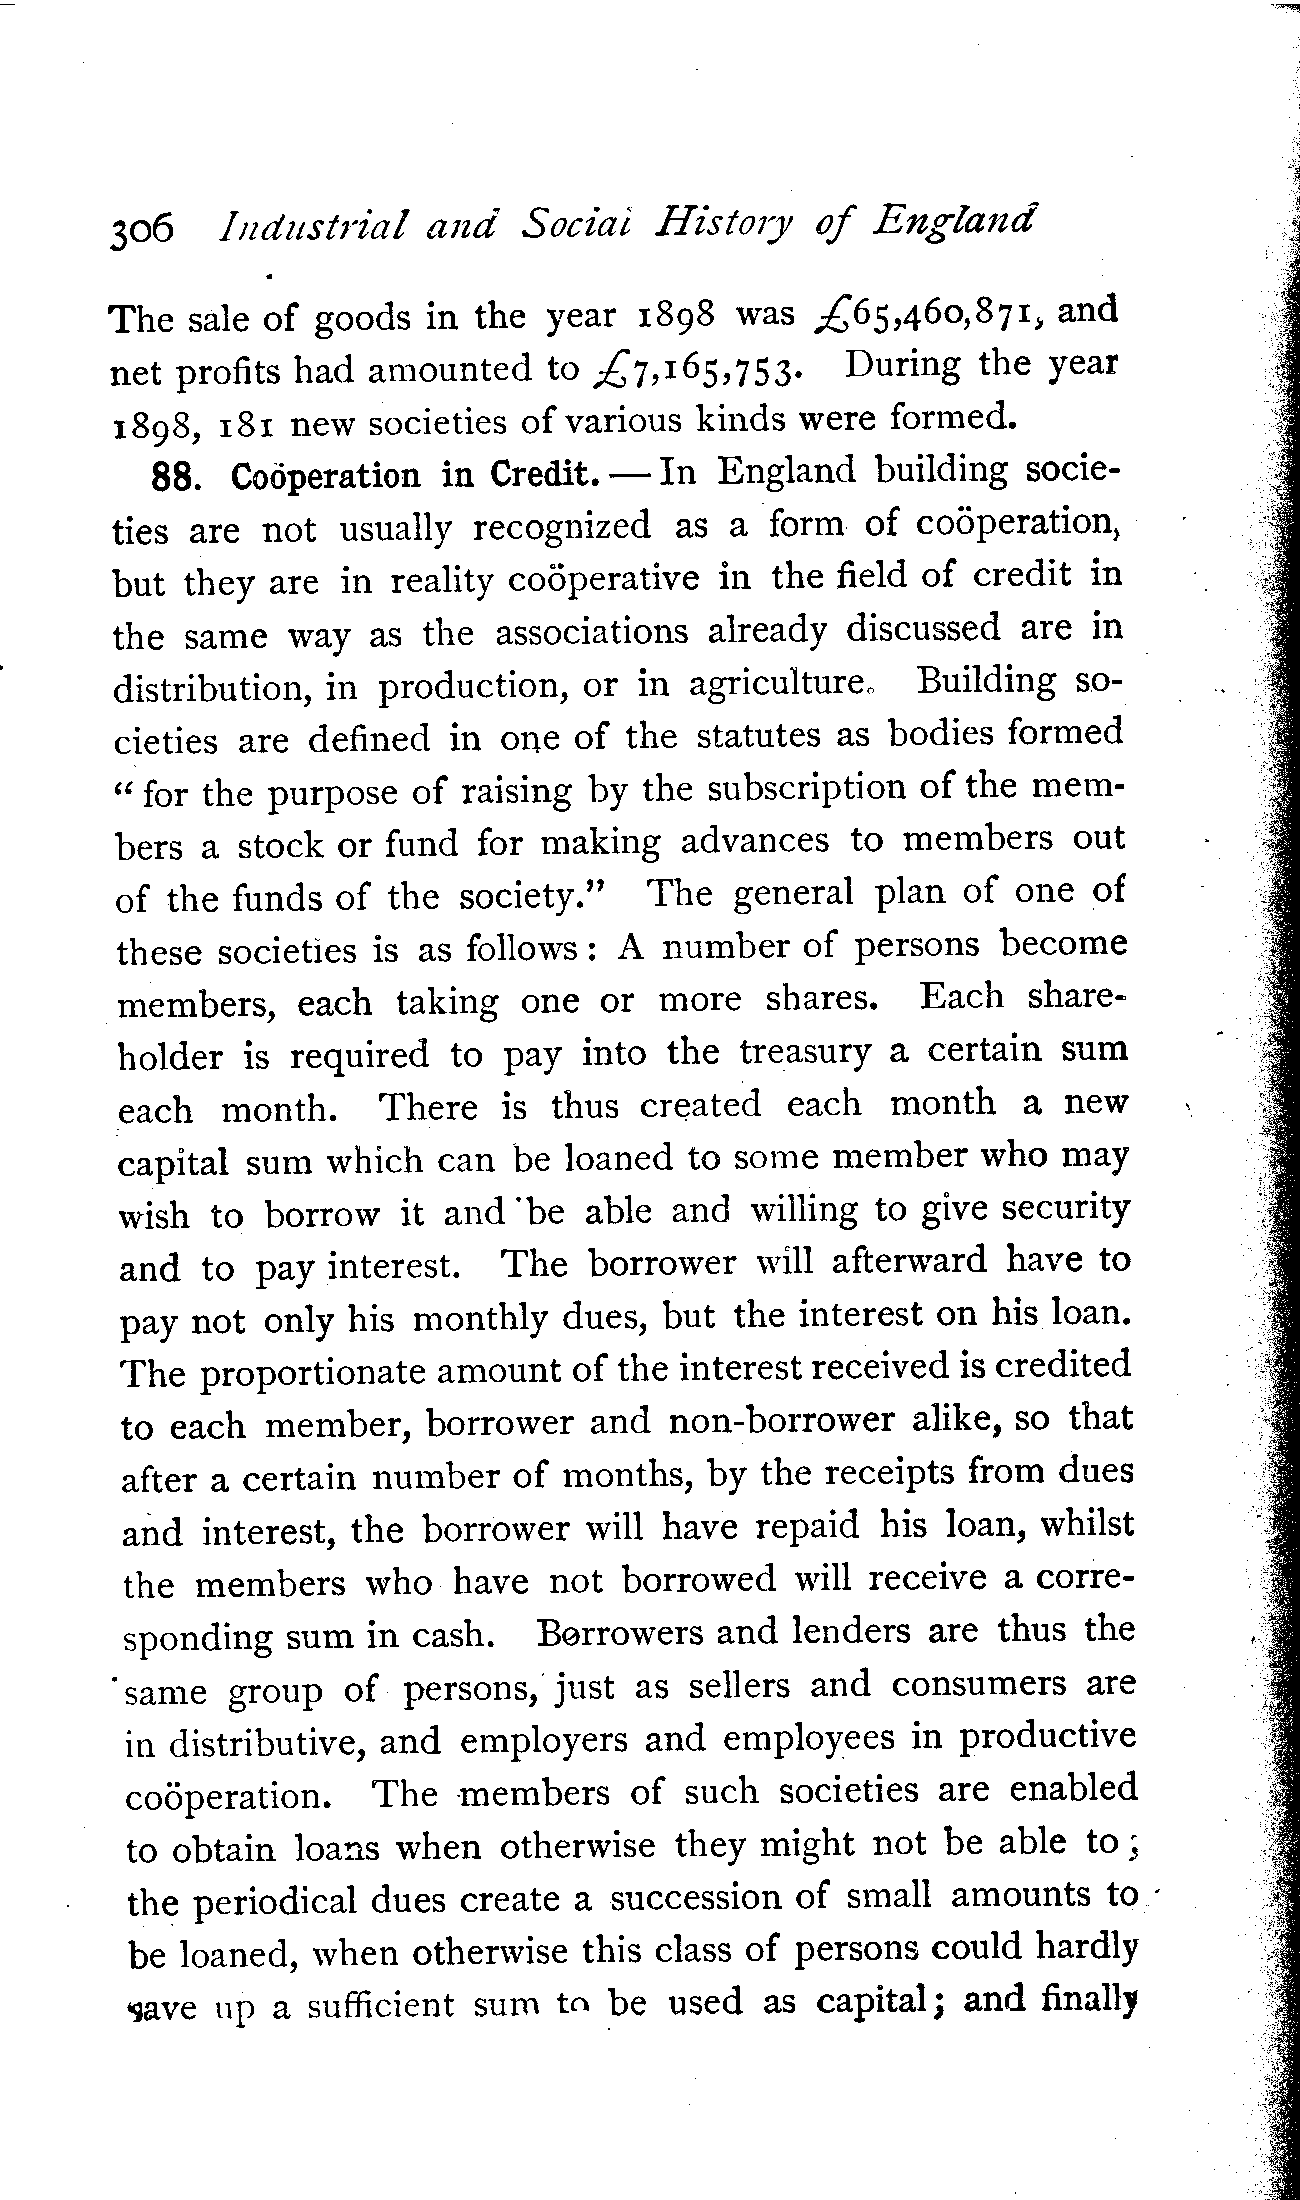 306 Industrial and Social History of England
The sale of goods in the year 1898 was £65,460,871, and
net profits had amounted to £7,165,753. During the year
1898, 181 new societies of various kinds were formed.
88. Coöperation in Credit. — In England building socie-
ties are not usually recognized as a form of coöperation,
but they are in reality coöperative in the field of credit in
the same way as the associations already discussed are in
distribution, in production, or in agriculture. Building so-
cieties are defined in one of the statutes as bodies formed
"for the purpose of raising by the subscription of the mem-
bers a stock or fund for making advances to members out
of the funds of the society." The general plan of one of
these societies is as follows: A number of persons become
members, each taking one or more shares. Each share-
holder is required to pay into the treasury a certain sum
each month. There is thus created each month a new
capital sum which can be loaned to some member who may
wish to borrow it and be able and willing to give security
and to pay interest. The borrower will afterward have to
pay not only his monthly dues, but the interest on his loan.
The proportionate amount of the interest received is credited
to each member, borrower and non-borrower alike, so that
after a certain number of months, by the receipts from dues
and interest, the borrower will have repaid his loan, whilst
the members who have not borrowed will receive a corre-
sponding sum in cash. Borrowers and lenders are thus the
same group of persons, just as sellers and consumers are
in distributive, and employers and employees in productive
coöperation. The members of such societies are enabled
to obtain loans when otherwise they might not be able to;
the periodical dues create a succession of small amounts to
be loaned, when otherwise this class of persons could hardly
save up a sufficient sum to be used as capital; and finally